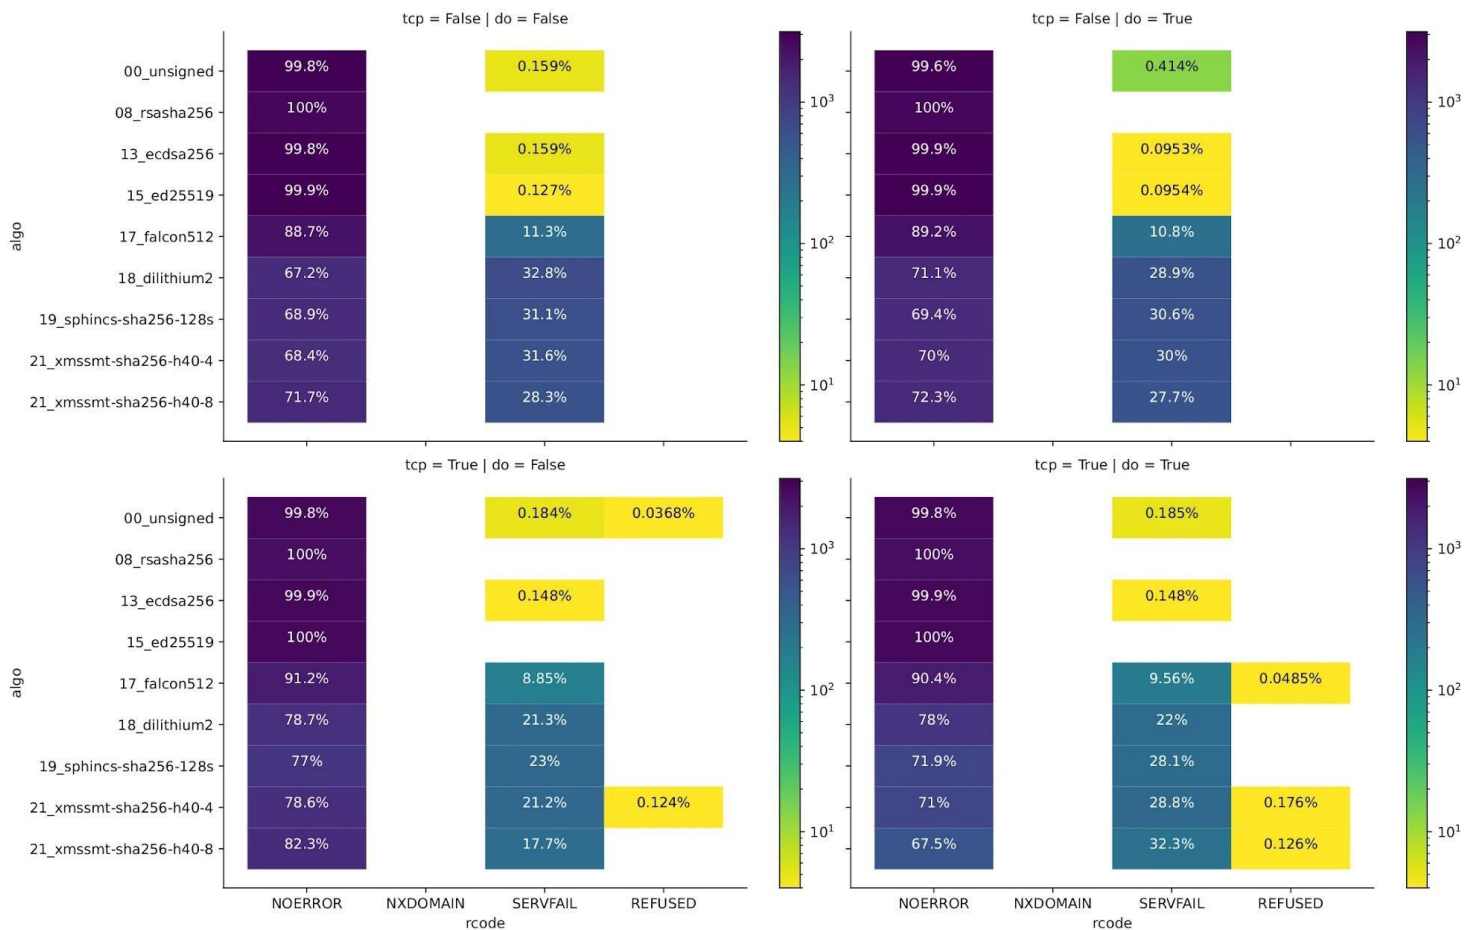 tcp = False | do = False
tcp = False | do = True
algo
00_unsigned 99.8% 0.159% 99.6% 0.414%
08_rsasha256 100% 100%
13_ecdsa256 99.8% 0.159% 99.9% 0.0953%
15_ed25519 99.9% 0.127% 99.9% 0.0954%
17_falcon512 88.7% 11.3% 89.2% 10.8%
18_dilithium2 67.2% 32.8% 71.1% 28.9%
19_sphincs-sha256-128s 68.9% 31.1% 69.4% 30.6%
21_xmssmt-sha256-h40-4 68.4% 31.6% 70% 30%
21_xmssmt-sha256-h40-8 71.7% 28.3% 72.3% 27.7%
10³ 10³
10² 10²
10¹ 10¹
tcp = True | do = False
tcp = True | do = True
algo
00_unsigned 99.8% 0.184% 0.0368% 99.8% 0.185%
08_rsasha256 100% 100%
13_ecdsa256 99.9% 0.148% 99.9% 0.148%
15_ed25519 100% 100%
17_falcon512 91.2% 8.85% 90.4% 9.56% 0.0485%
18_dilithium2 78.7% 21.3% 78% 22%
19_sphincs-sha256-128s 77% 23% 71.9% 28.1%
21_xmssmt-sha256-h40-4 78.6% 21.2% 0.124% 71% 28.8% 0.176%
21_xmssmt-sha256-h40-8 82.3% 17.7% 67.5% 32.3% 0.126%
10³ 10³
10² 10²
10¹ 10¹
NOERROR NXDOMAIN SERVFAIL REFUSED NOERROR NXDOMAIN SERVFAIL REFUSED
rcode rcode